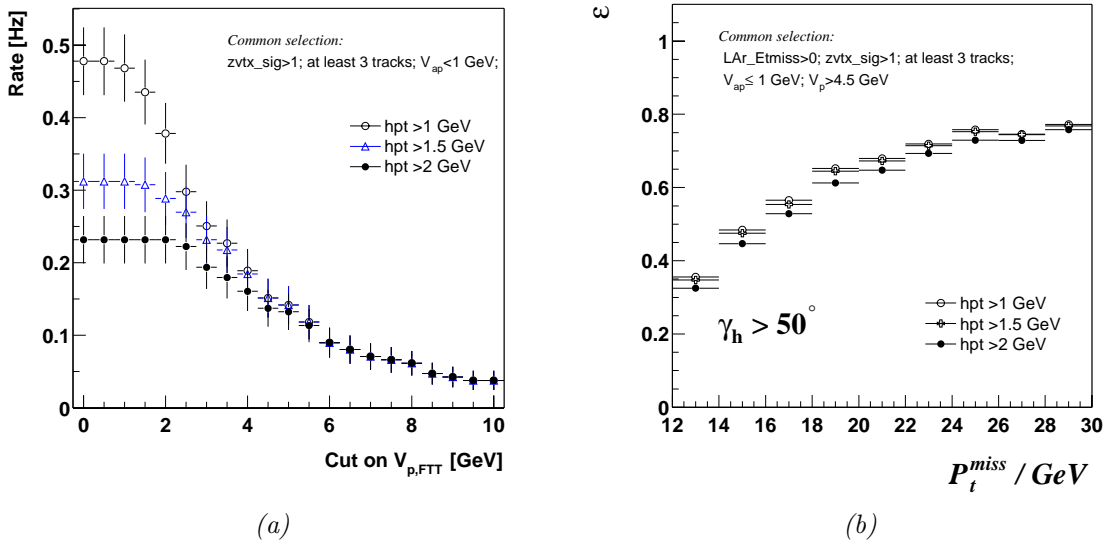 Rate [Hz]
0.5
0.4
0.3
0.2
0.1
0
Common selection:
zvtx_sig>1; at least 3 tracks; V_ap<1 GeV;
hpt >1 GeV
hpt >1.5 GeV
hpt >2 GeV
0 2 4 6 8 10
Cut on V_p,FTT [GeV]
(a)
ε
1
0.8
0.6
0.4
0.2
0
Common selection:
LAr_Etmiss>0; zvtx_sig>1; at least 3 tracks;
V_ap≤ 1 GeV; V_p>4.5 GeV
γ_h > 50°
hpt >1 GeV
hpt >1.5 GeV
hpt >2 GeV
12 14 16 18 20 22 24 26 28 30
P_t^miss / GeV
(b)